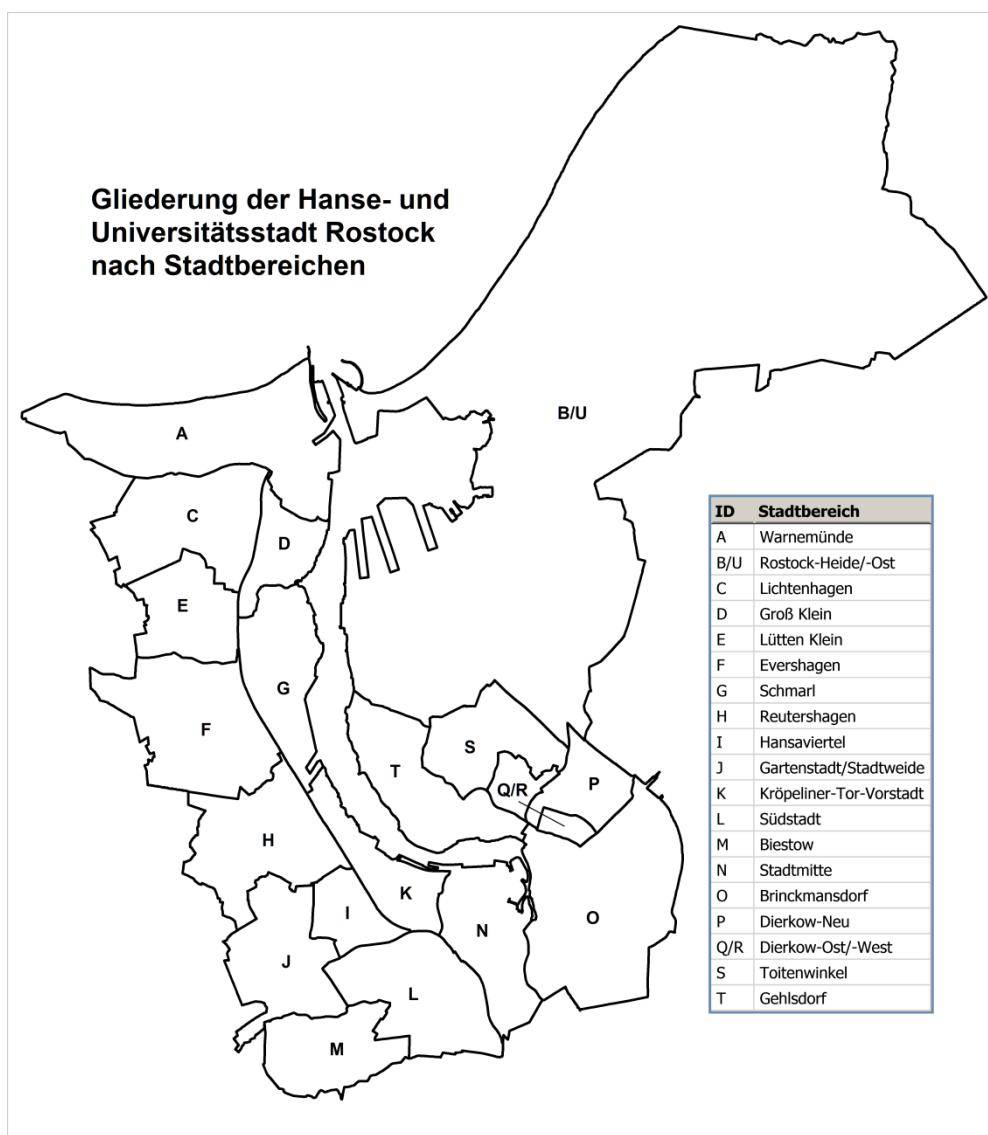 Gliederung der Hanse- und
Universitätsstadt Rostock
nach Stadtbereichen
B/U
A
C
D
E
G
F
S
T
Q/R
P
H
K
I
N
O
J
L
M
ID Stadtbereich
A Warnemünde
B/U Rostock-Heide/-Ost
C Lichtenhagen
D Groß Klein
E Lütten Klein
F Evershagen
G Schmarl
H Reutershagen
I Hansaviertel
J Gartenstadt/Stadtweide
K Kröpeliner-Tor-Vorstadt
L Südstadt
M Biestow
N Stadtmitte
O Brinckmansdorf
P Dierkow-Neu
Q/R Dierkow-Ost/-West
S Toitenwinkel
T Gehlsdorf